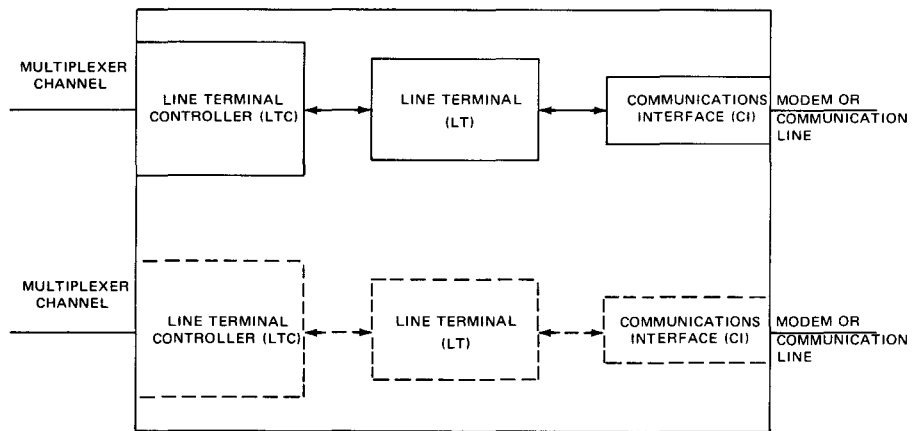 MULTIPLEXER
CHANNEL
LINE TERMINAL
CONTROLLER (LTC)
LINE TERMINAL
(LT)
COMMUNICATIONS
INTERFACE (CI)
MODEM OR
COMMUNICATION
LINE
MULTIPLEXER
CHANNEL
LINE TERMINAL
CONTROLLER (LTC)
LINE TERMINAL
(LT)
COMMUNICATIONS
INTERFACE (CI)
MODEM OR
COMMUNICATION
LINE